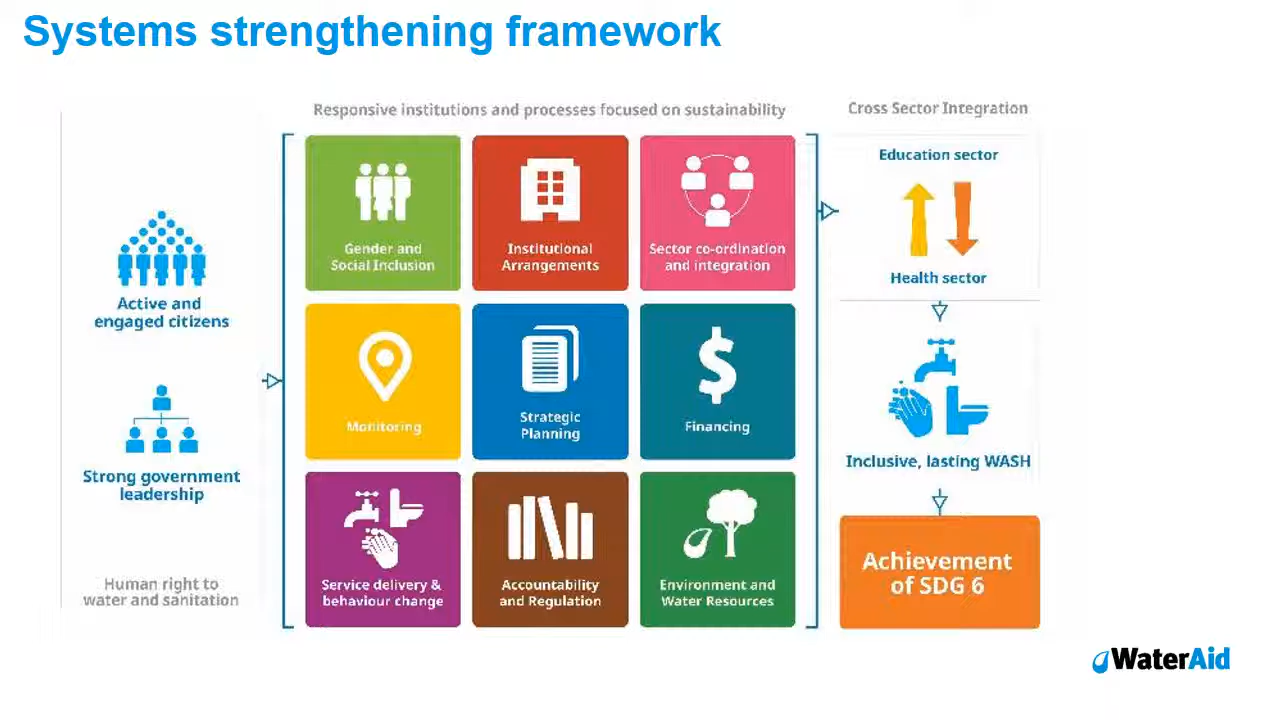 Systems strengthening framework
Responsive institutions and processes focused on sustainability
Cross Sector Integration
Active and
engaged citizens
Strong government
leadership
Human right to
water and sanitation
Gender and
Social Inclusion
Institutional
Arrangements
Sector co-ordination
and integration
Monitoring
Strategic
Planning
$
Financing
Service delivery &
behaviour change
Accountability
and Regulation
Environment and
Water Resources
Education sector
Health sector
Inclusive, lasting WASH
Achievement
of SDG 6
WaterAid